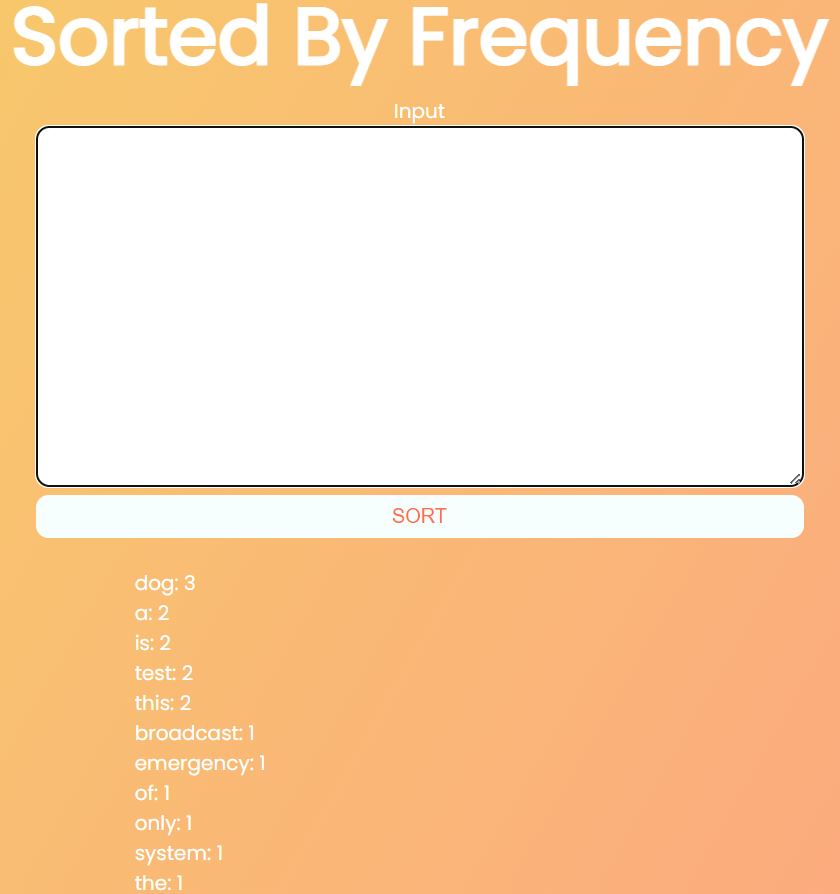 Sorted By Frequency
Input
SORT
dog: 3
a: 2
is: 2
test: 2
this: 2
broadcast: 1
emergency: 1
of: 1
only: 1
system: 1
the: 1